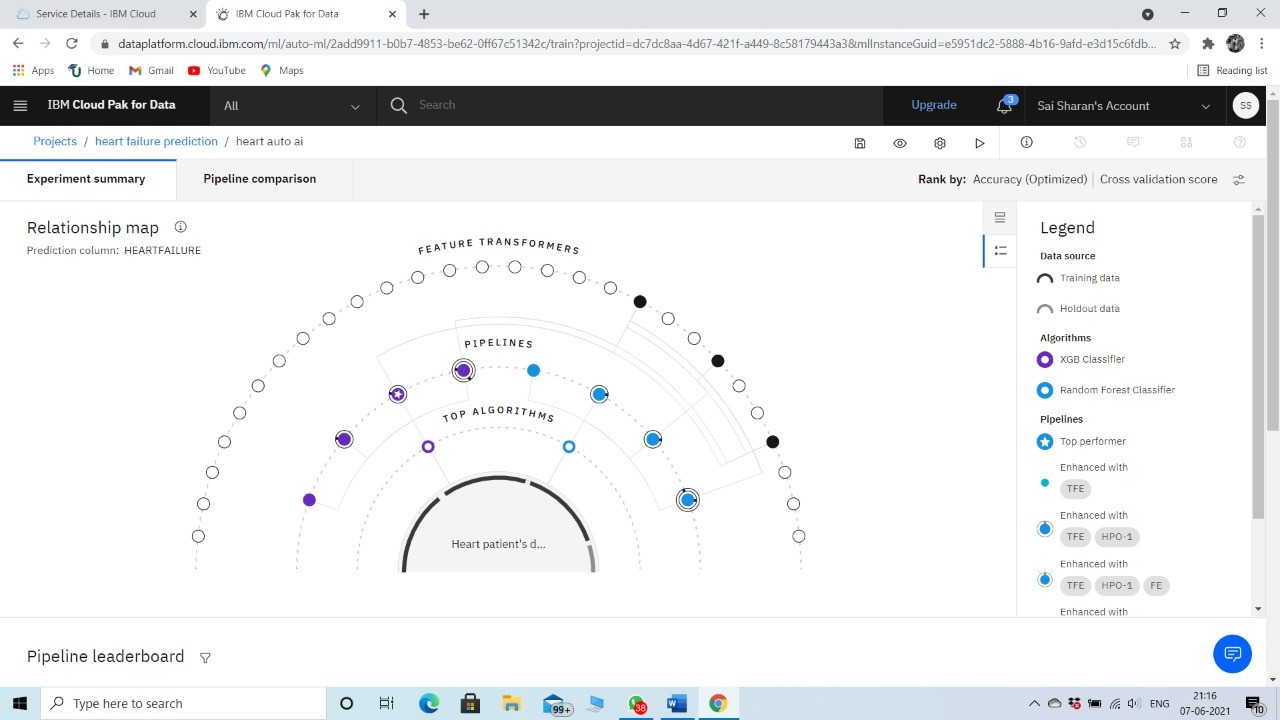 Service Details - IBM Cloud
IBM Cloud Pak for Data
dataplatform.cloud.ibm.com/ml/auto-ml/2add9911-b0b7-4853-be62-0ff67c51342c/train?projectid=dc7dc8aa-4d67-421f-a449-8c58179443a3&mlInstanceGuid=e5951dc2-5888-4b16-9afd-e3d15c6fdb...
Apps
Home
Gmail
YouTube
Maps
Reading list
IBM Cloud Pak for Data
All
Search
Upgrade
3
Sai Sharan's Account
SS
Projects / heart failure prediction / heart auto ai
Experiment summary
Pipeline comparison
Rank by: Accuracy (Optimized) | Cross validation score
Relationship map
Prediction column: HEARTFAILURE
FEATURE TRANSFORMERS
PIPELINES
TOP ALGORITHMS
Heart patient's d...
Legend
Data source
Training data
Holdout data
Algorithms
XGB Classifier
Random Forest Classifier
Pipelines
Top performer
Enhanced with
TFE
Enhanced with
TFE HPO-1
Enhanced with
TFE HPO-1 FE
Enhanced with
Pipeline leaderboard
Type here to search
99+
38
ENG
21:16
07-06-2021
10